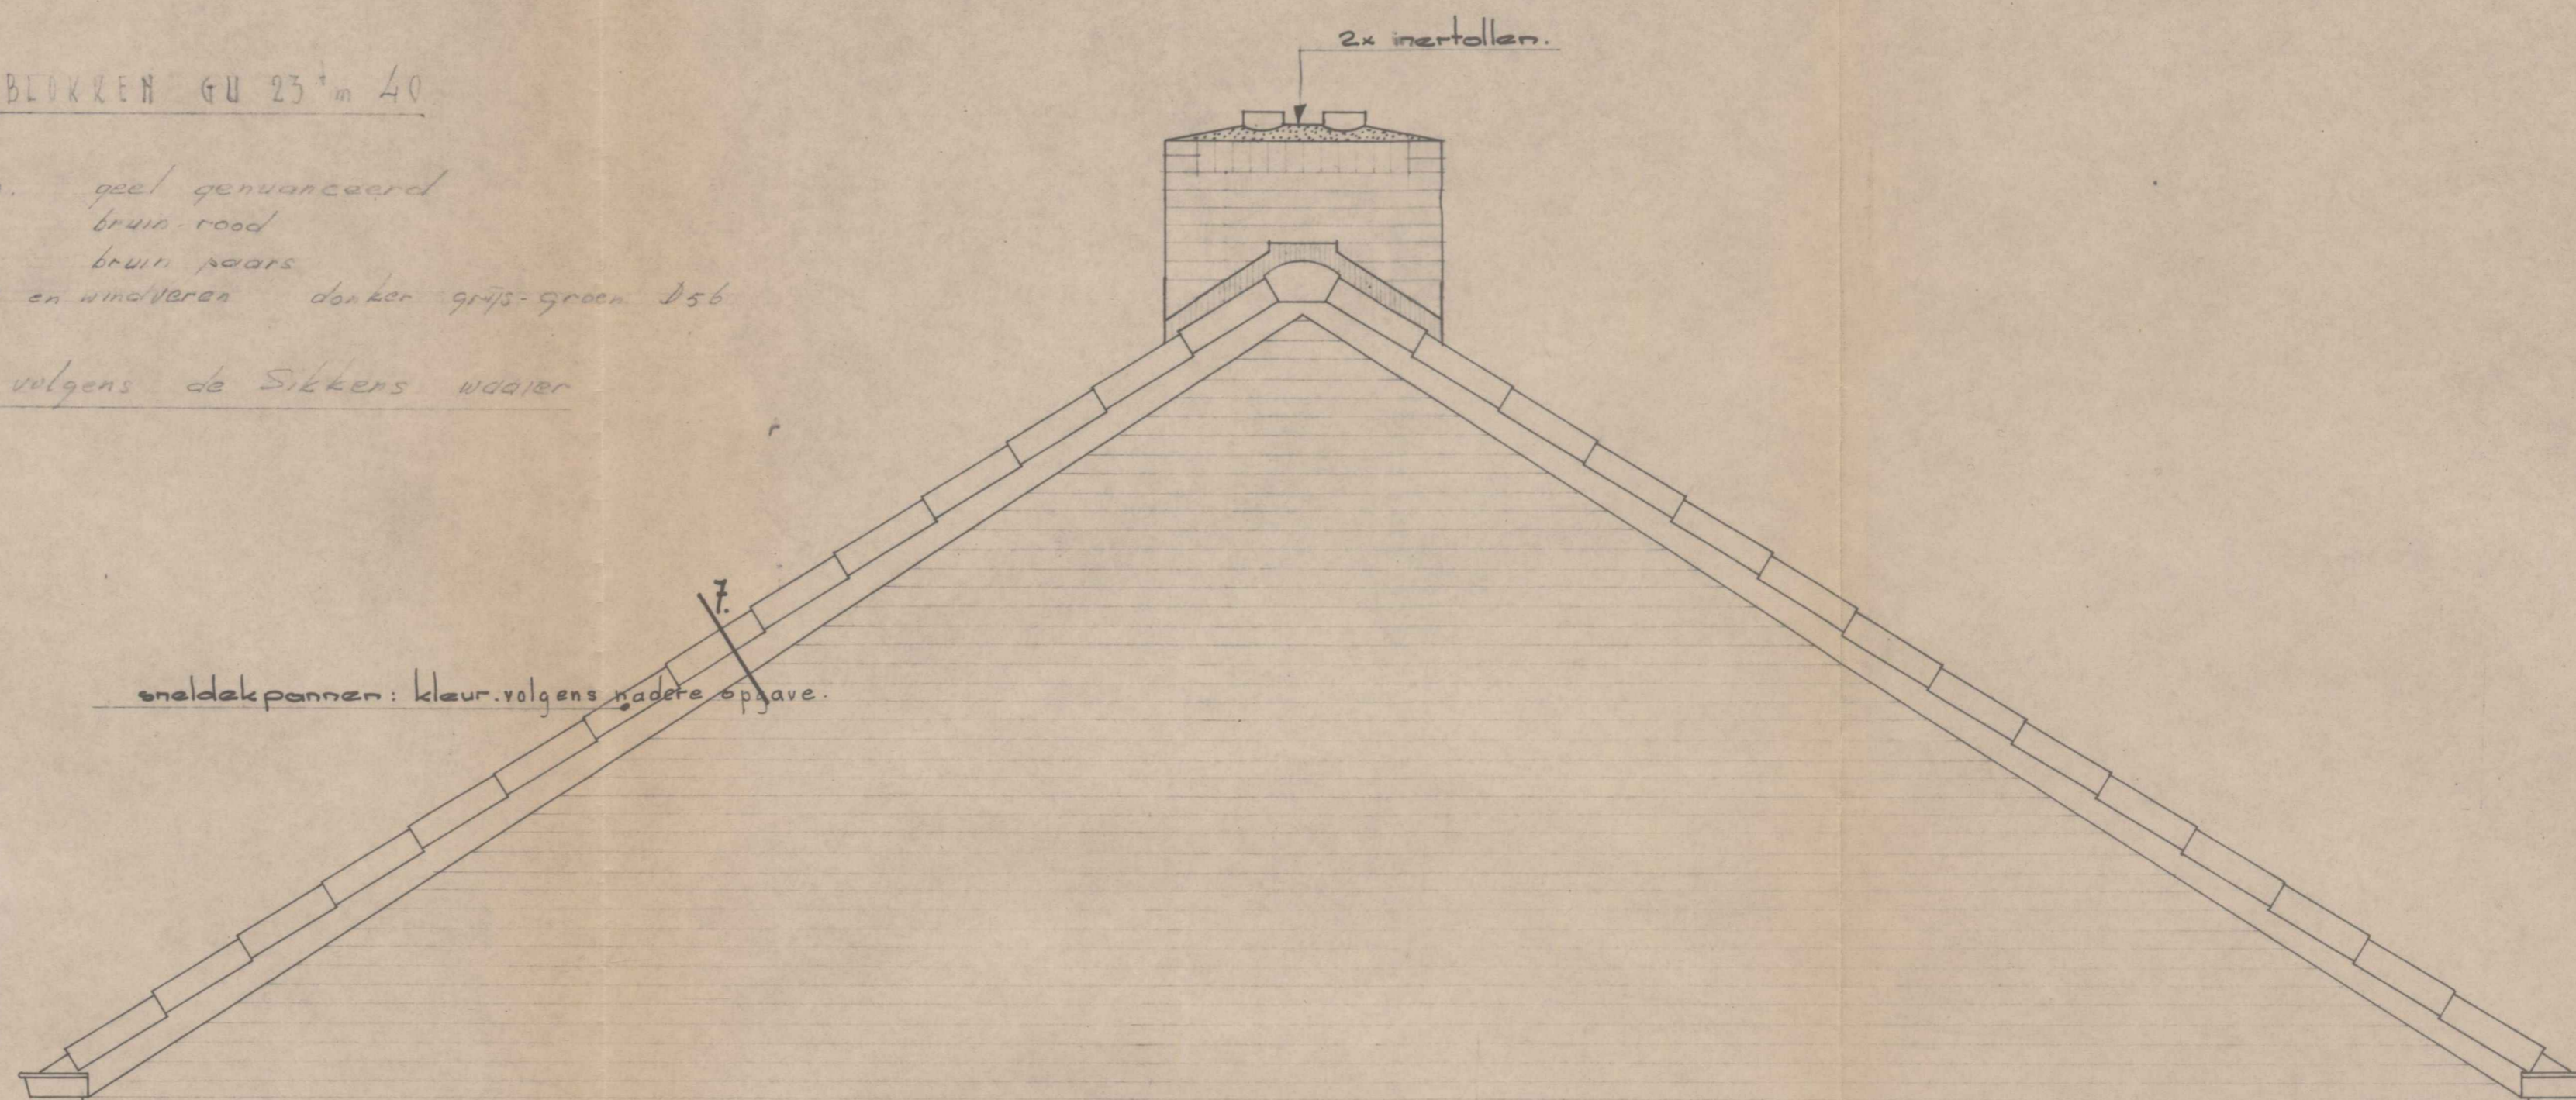 BLOKKEN GU 23 t/m 40
geel genuanceerd
bruin-rood
bruin paars
en windveren donker grijs-groen D56
volgens de Sikkens waaier
2x inertollen.
7.
sneldekpannen: kleur.volgens nadere opgave.